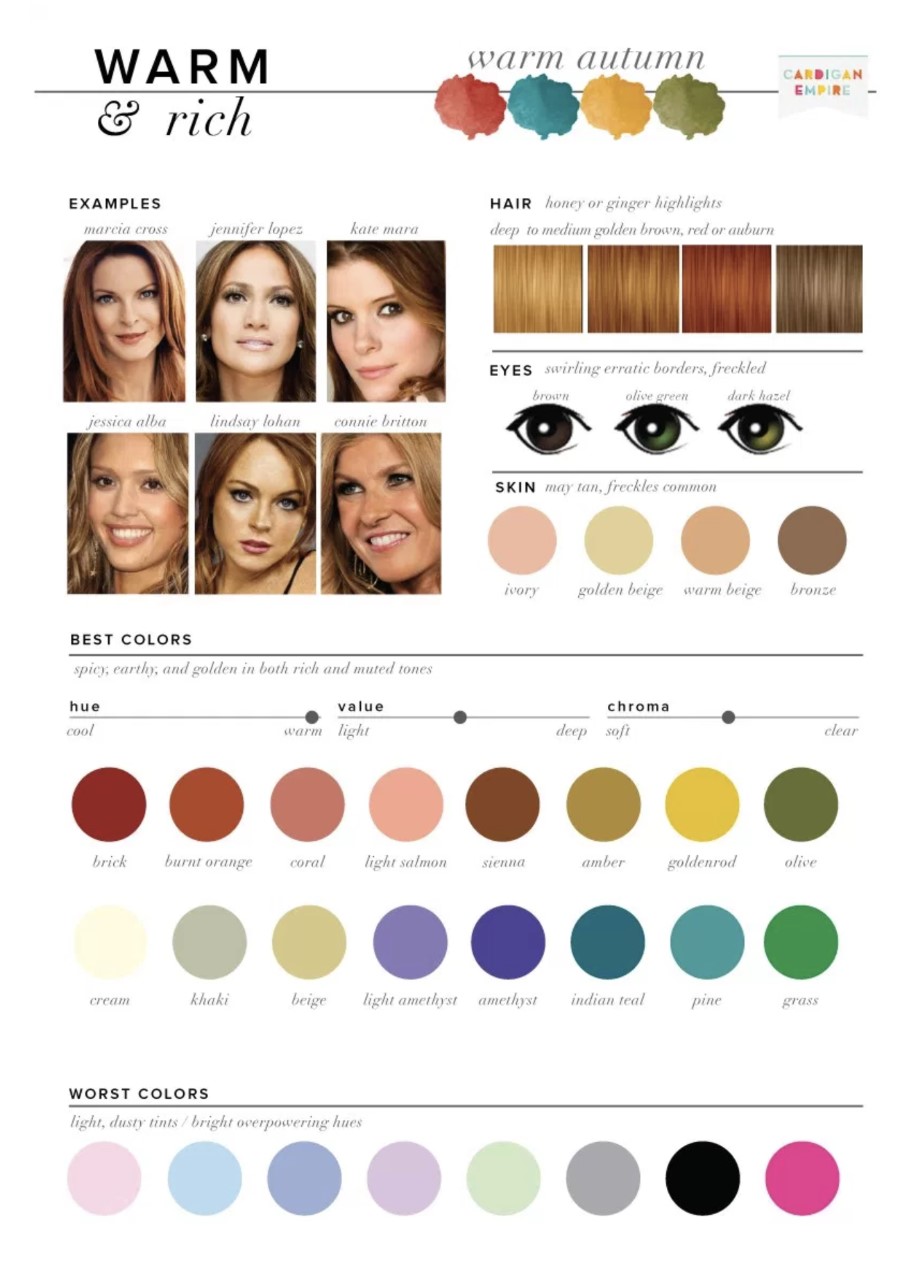 WARM
& rich
warm autumn
CARDIGAN
EMPIRE
EXAMPLES
marcia cross
jennifer lopez
kate mara
jessica alba
lindsay lohan
connie britton
HAIR honey or ginger highlights
deep to medium golden brown, red or auburn
EYES swirling erratic borders, freckled
brown
olive green
dark hazel
SKIN may tan, freckles common
ivory
golden beige
warm beige
bronze
BEST COLORS
spicy, earthy, and golden in both rich and muted tones
hue
cool
warm
value
light
deep
chroma
soft
clear
brick
burnt orange
coral
light salmon
sienna
amber
goldenrod
olive
cream
khaki
beige
light amethyst
amethyst
indian teal
pine
grass
WORST COLORS
light, dusty tints / bright overpowering hues